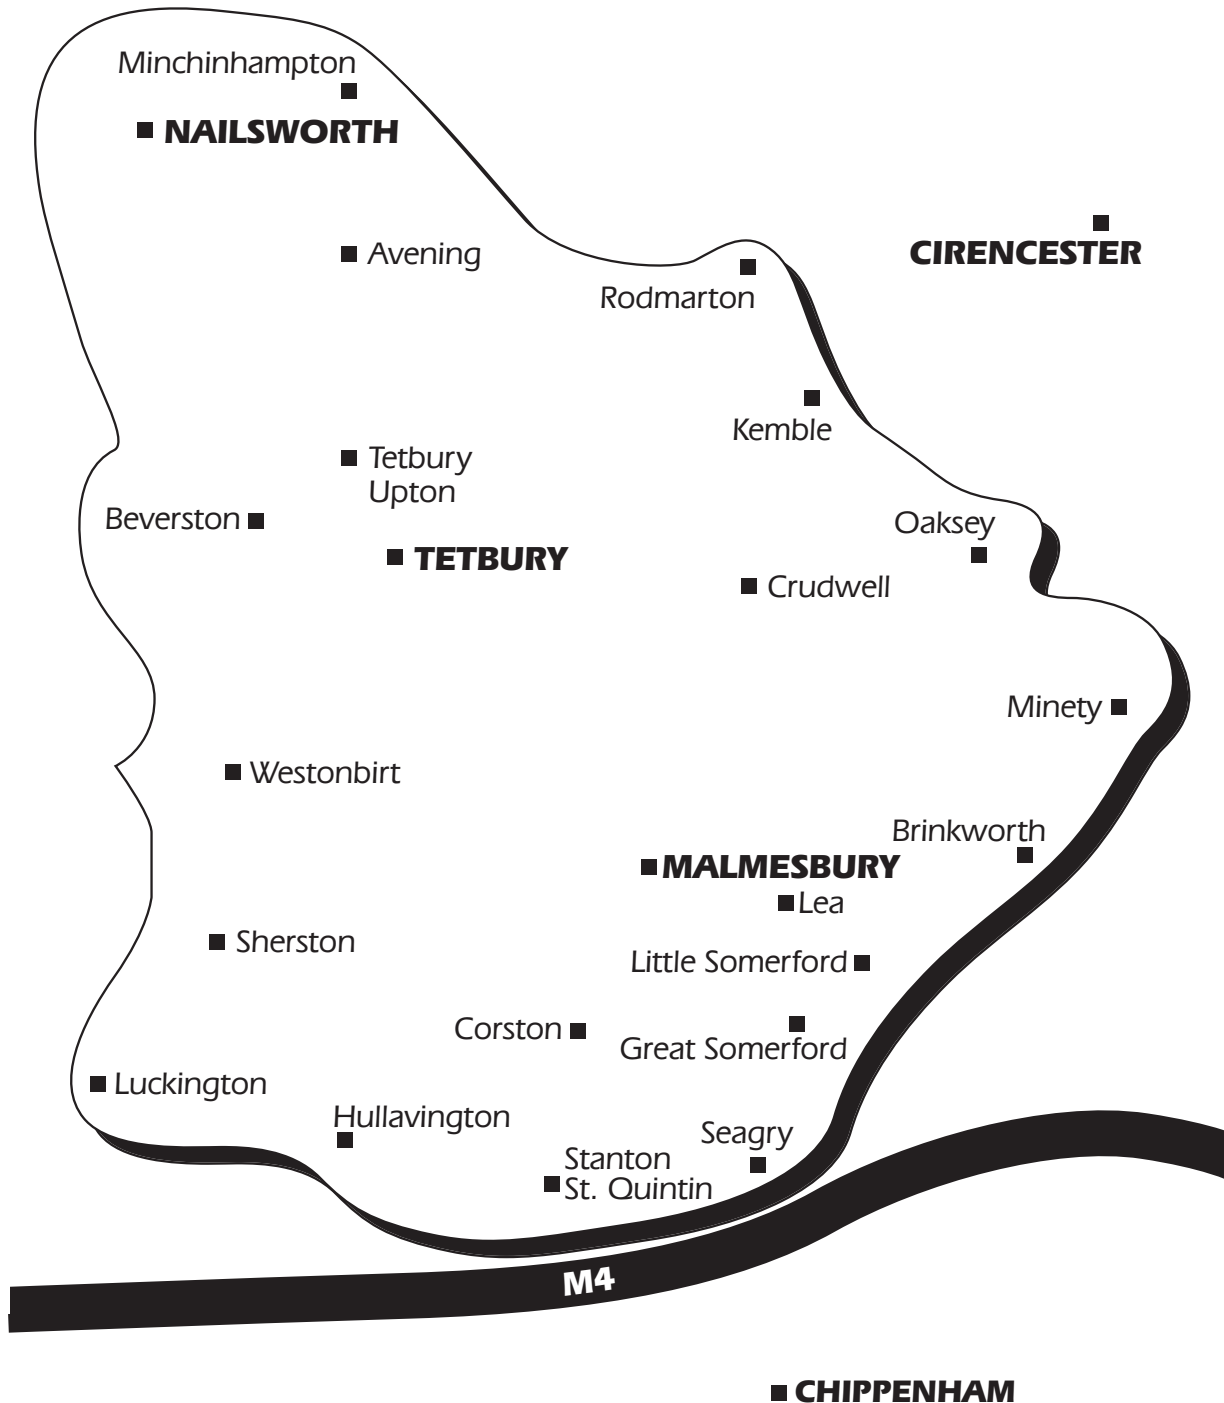 Minchinhampton
NAILSWORTH
CIRENCESTER
Avening
Rodmarton
Kemble
Tetbury
Upton
Beverston
Oaksey
TETBURY
Crudwell
Minety
Westonbirt
Brinkworth
MALMESBURY
Lea
Sherston
Little Somerford
Corston
Great Somerford
Luckington
Hullavington
Seagry
Stanton
St. Quintin
M4
CHIPPENHAM